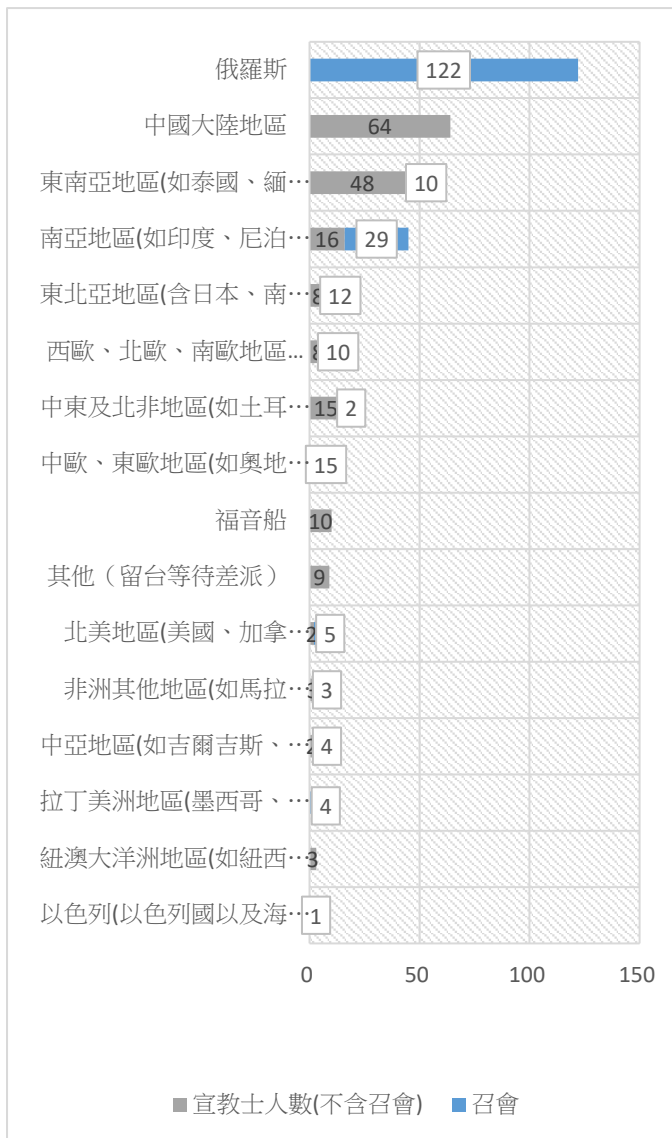 俄羅斯 122
中國大陸地區 64
東南亞地區(如泰國、緬… 48 10
南亞地區(如印度、尼泊… 16 29
東北亞地區(含日本、南… 8 12
西歐、北歐、南歐地區... 8 10
中東及北非地區(如土耳… 15 2
中歐、東歐地區(如奧地… 15
福音船 10
其他（留台等待差派） 9
北美地區(美國、加拿… 2 5
非洲其他地區(如馬拉… 3 3
中亞地區(如吉爾吉斯、… 2 4
拉丁美洲地區(墨西哥、… 4
紐澳大洋洲地區(如紐西… 3
以色列(以色列國以及海… 1
0 50 100 150
宣教士人數(不含召會) 召會